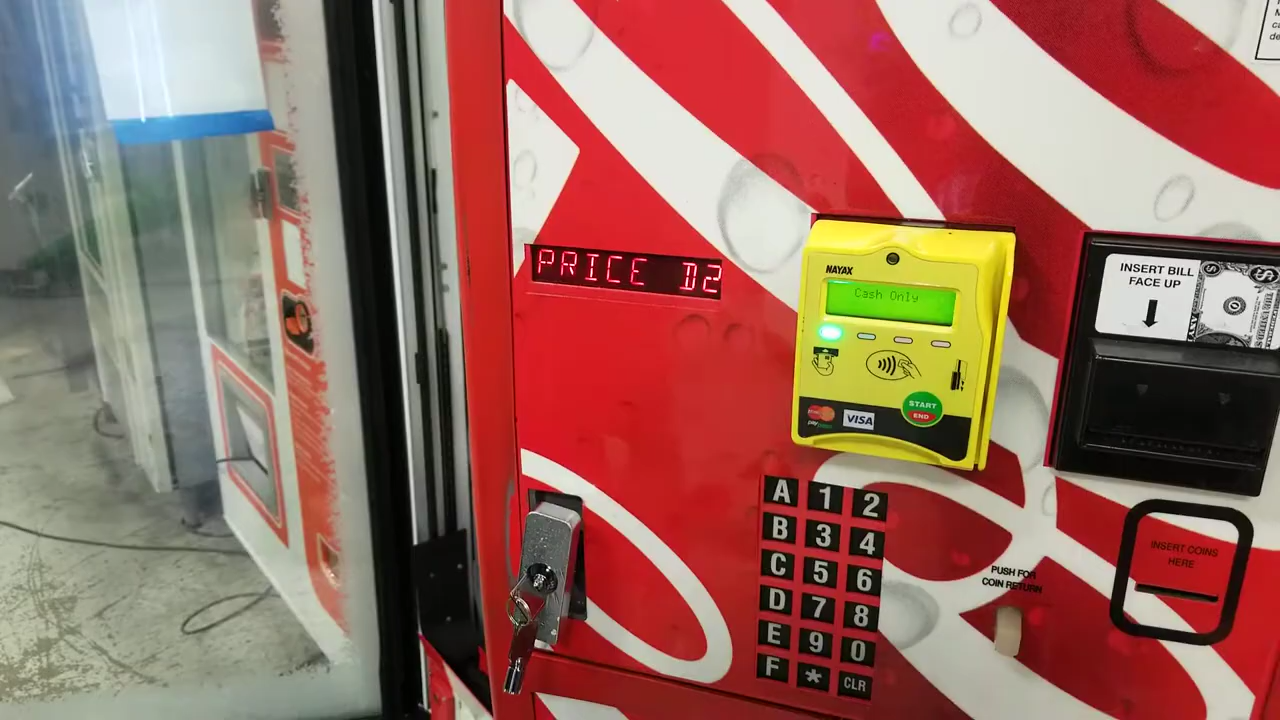 PRICE D2
NAYAX
Cash Only
START
END
VISA
INSERT BILL
FACE UP
A 1 2
B 3 4
C 5 6
D 7 8
E 9 0
F * CLR
PUSH FOR
COIN RETURN
INSERT COINS
HERE